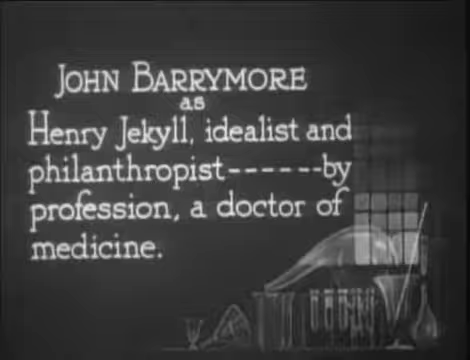 JOHN BARRYMORE
as
Henry Jekyll, idealist and
philanthropist------by
profession, a doctor of
medicine.